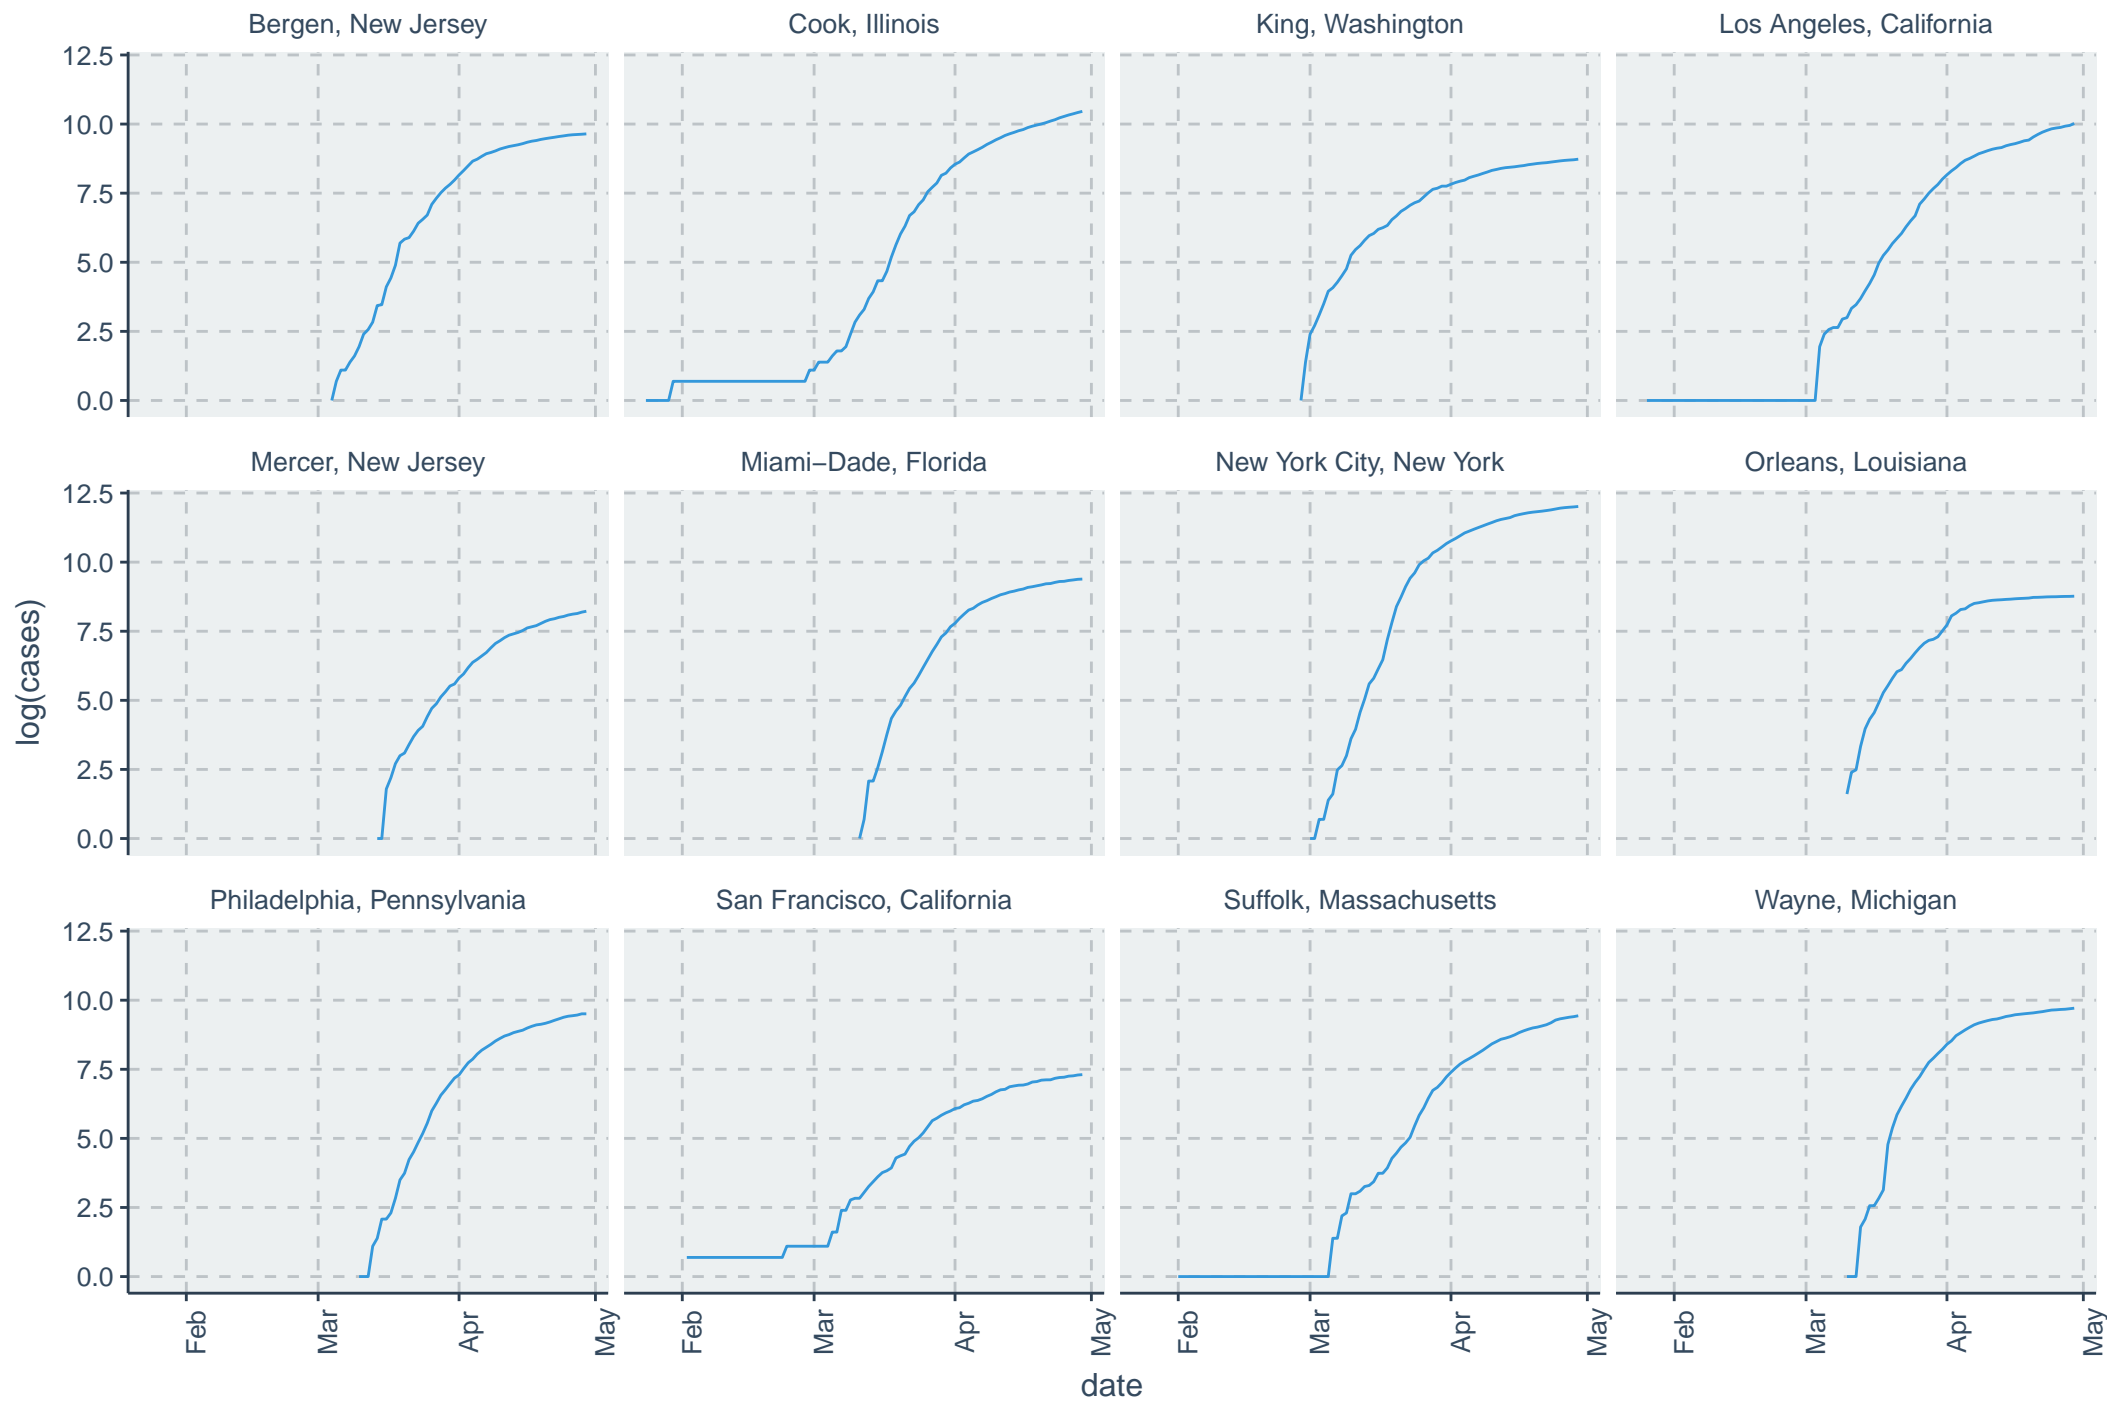 Bergen, New Jersey
Cook, Illinois
King, Washington
Los Angeles, California
12.5
10.0
7.5
5.0
2.5
0.0
Mercer, New Jersey
Miami−Dade, Florida
New York City, New York
Orleans, Louisiana
12.5
10.0
7.5
5.0
2.5
0.0
log(cases)
Philadelphia, Pennsylvania
San Francisco, California
Suffolk, Massachusetts
Wayne, Michigan
12.5
10.0
7.5
5.0
2.5
0.0
Feb
Mar
Apr
May
Feb
Mar
Apr
May
Feb
Mar
Apr
May
Feb
Mar
Apr
May
date